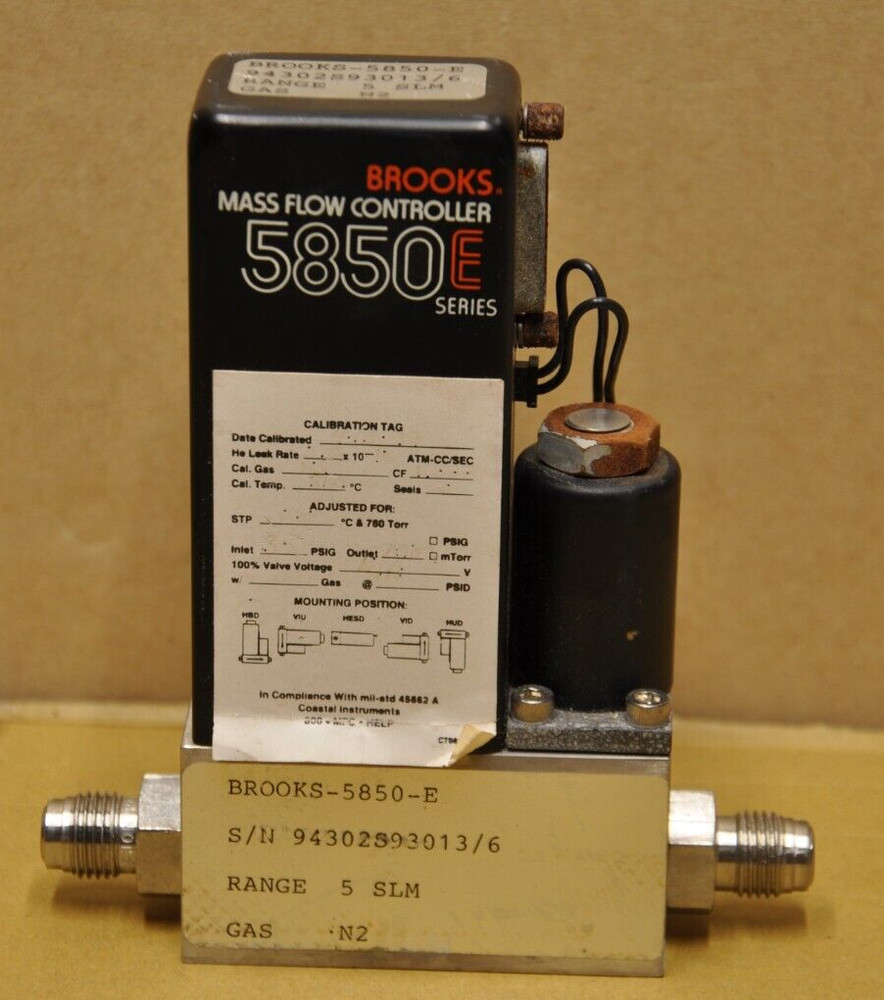 BROOKS-5850-E
94302S93013/6
RANGE 5 SLM
GAS N2
BROOKS
MASS FLOW CONTROLLER
5850E
SERIES
CALIBRATION TAG
Date Calibrated
He Leak Rate x 10 ATM-CC/SEC
Cal. Gas CF
Cal. Temp. °C Seals
ADJUSTED FOR:
STP °C & 760 Torr
PSIG
Inlet PSIG Outlet mTorr
100% Valve Voltage V
w/ Gas @ PSID
MOUNTING POSITION:
HBD VIU HESD VID HUD
In Compliance With mil-std 45662 A
Coastal Instruments
800 - MFC - HELP
BROOKS-5850-E
S/N 94302S93013/6
RANGE 5 SLM
GAS N2